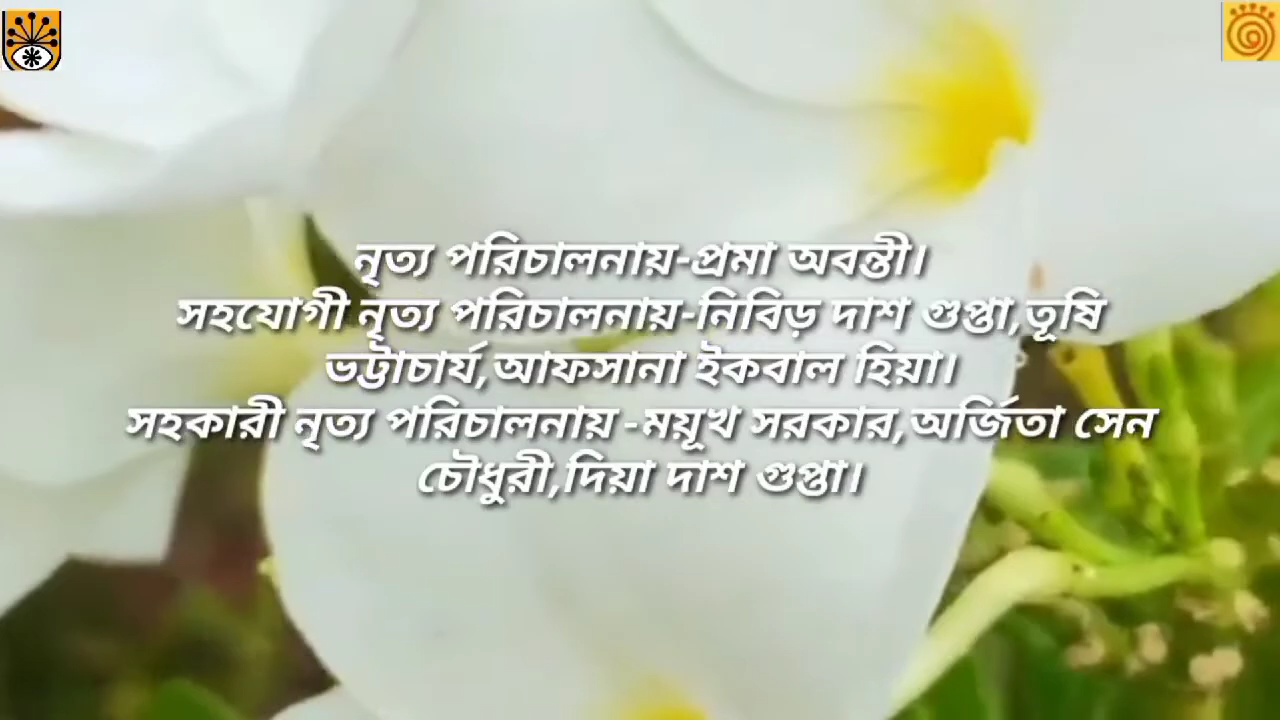 নৃত্য পরিচালনায়-প্রমা অবন্তী।
সহযোগী নৃত্য পরিচালনায়-নিবিড় দাশ গুপ্তা,তূষি
ভট্টাচার্য,আফসানা ইকবাল হিয়া।
সহকারী নৃত্য পরিচালনায় -ময়ূখ সরকার,অর্জিতা সেন
চৌধুরী,দিয়া দাশ গুপ্তা।